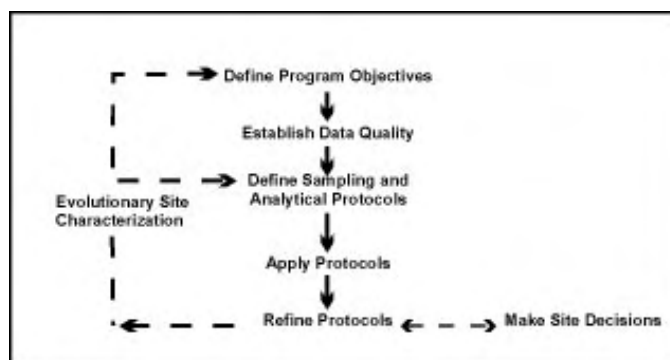 Define Program Objectives
Establish Data Quality
Define Sampling and
Analytical Protocols
Evolutionary Site
Characterization
Apply Protocols
Refine Protocols
Make Site Decisions